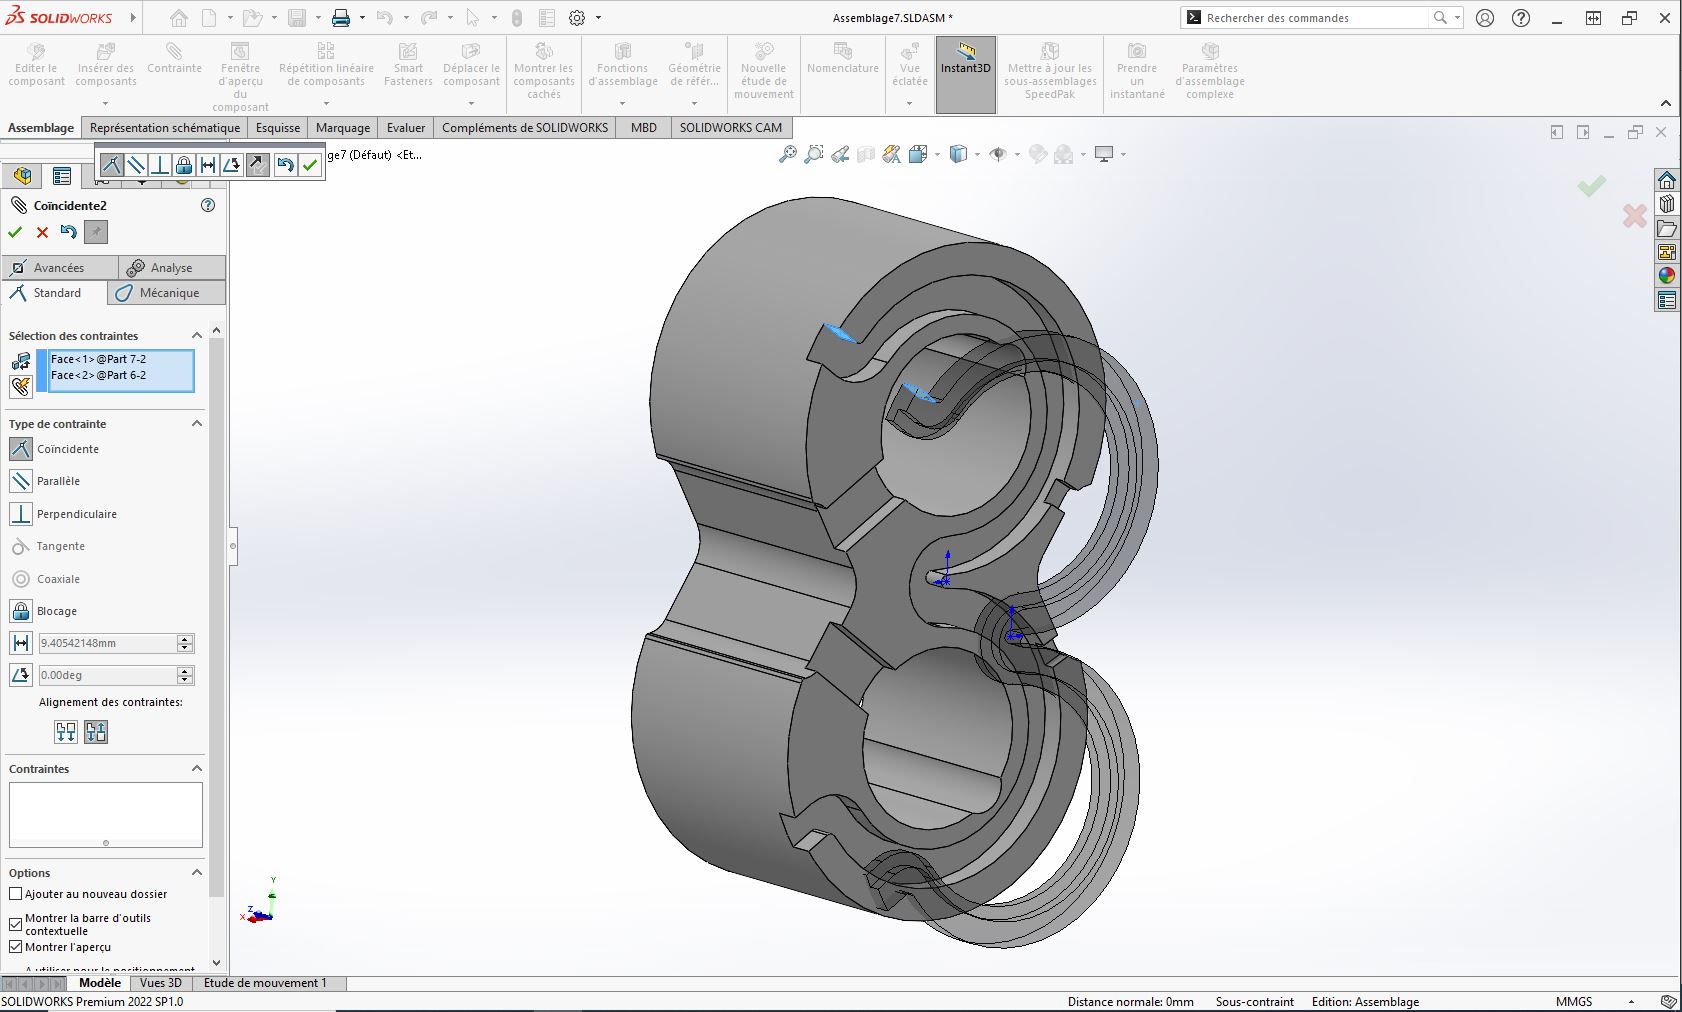 SOLIDWORKS
Assemblage7.SLDASM *
Rechercher des commandes
Editer le composant
Insérer des composants
Contrainte
Fenêtre d'aperçu du composant
Répétition linéaire de composants
Smart Fasteners
Déplacer le composant
Montrer les composants cachés
Fonctions d'assemblage
Géométrie de référ...
Nouvelle étude de mouvement
Nomenclature
Vue éclatée
Instant3D
Mettre à jour les sous-assemblages SpeedPak
Prendre un instantané
Paramètres d'assemblage complexe
Assemblage
Représentation schématique
Esquisse
Marquage
Evaluer
Compléments de SOLIDWORKS
MBD
SOLIDWORKS CAM
ge7 (Défaut) <Et...
Coïncidente2
Avancées
Analyse
Standard
Mécanique
Sélection des contraintes
Face<1>@Part 7-2
Face<2>@Part 6-2
Type de contrainte
Coïncidente
Parallèle
Perpendiculaire
Tangente
Coaxiale
Blocage
9.40542148mm
0.00deg
Alignement des contraintes:
Contraintes
Options
Ajouter au nouveau dossier
Montrer la barre d'outils
contextuelle
Montrer l'aperçu
Y
Z
X
Modèle
Vues 3D
Etude de mouvement 1
SOLIDWORKS Premium 2022 SP1.0
Distance normale: 0mm
Sous-contraint
Edition: Assemblage
MMGS